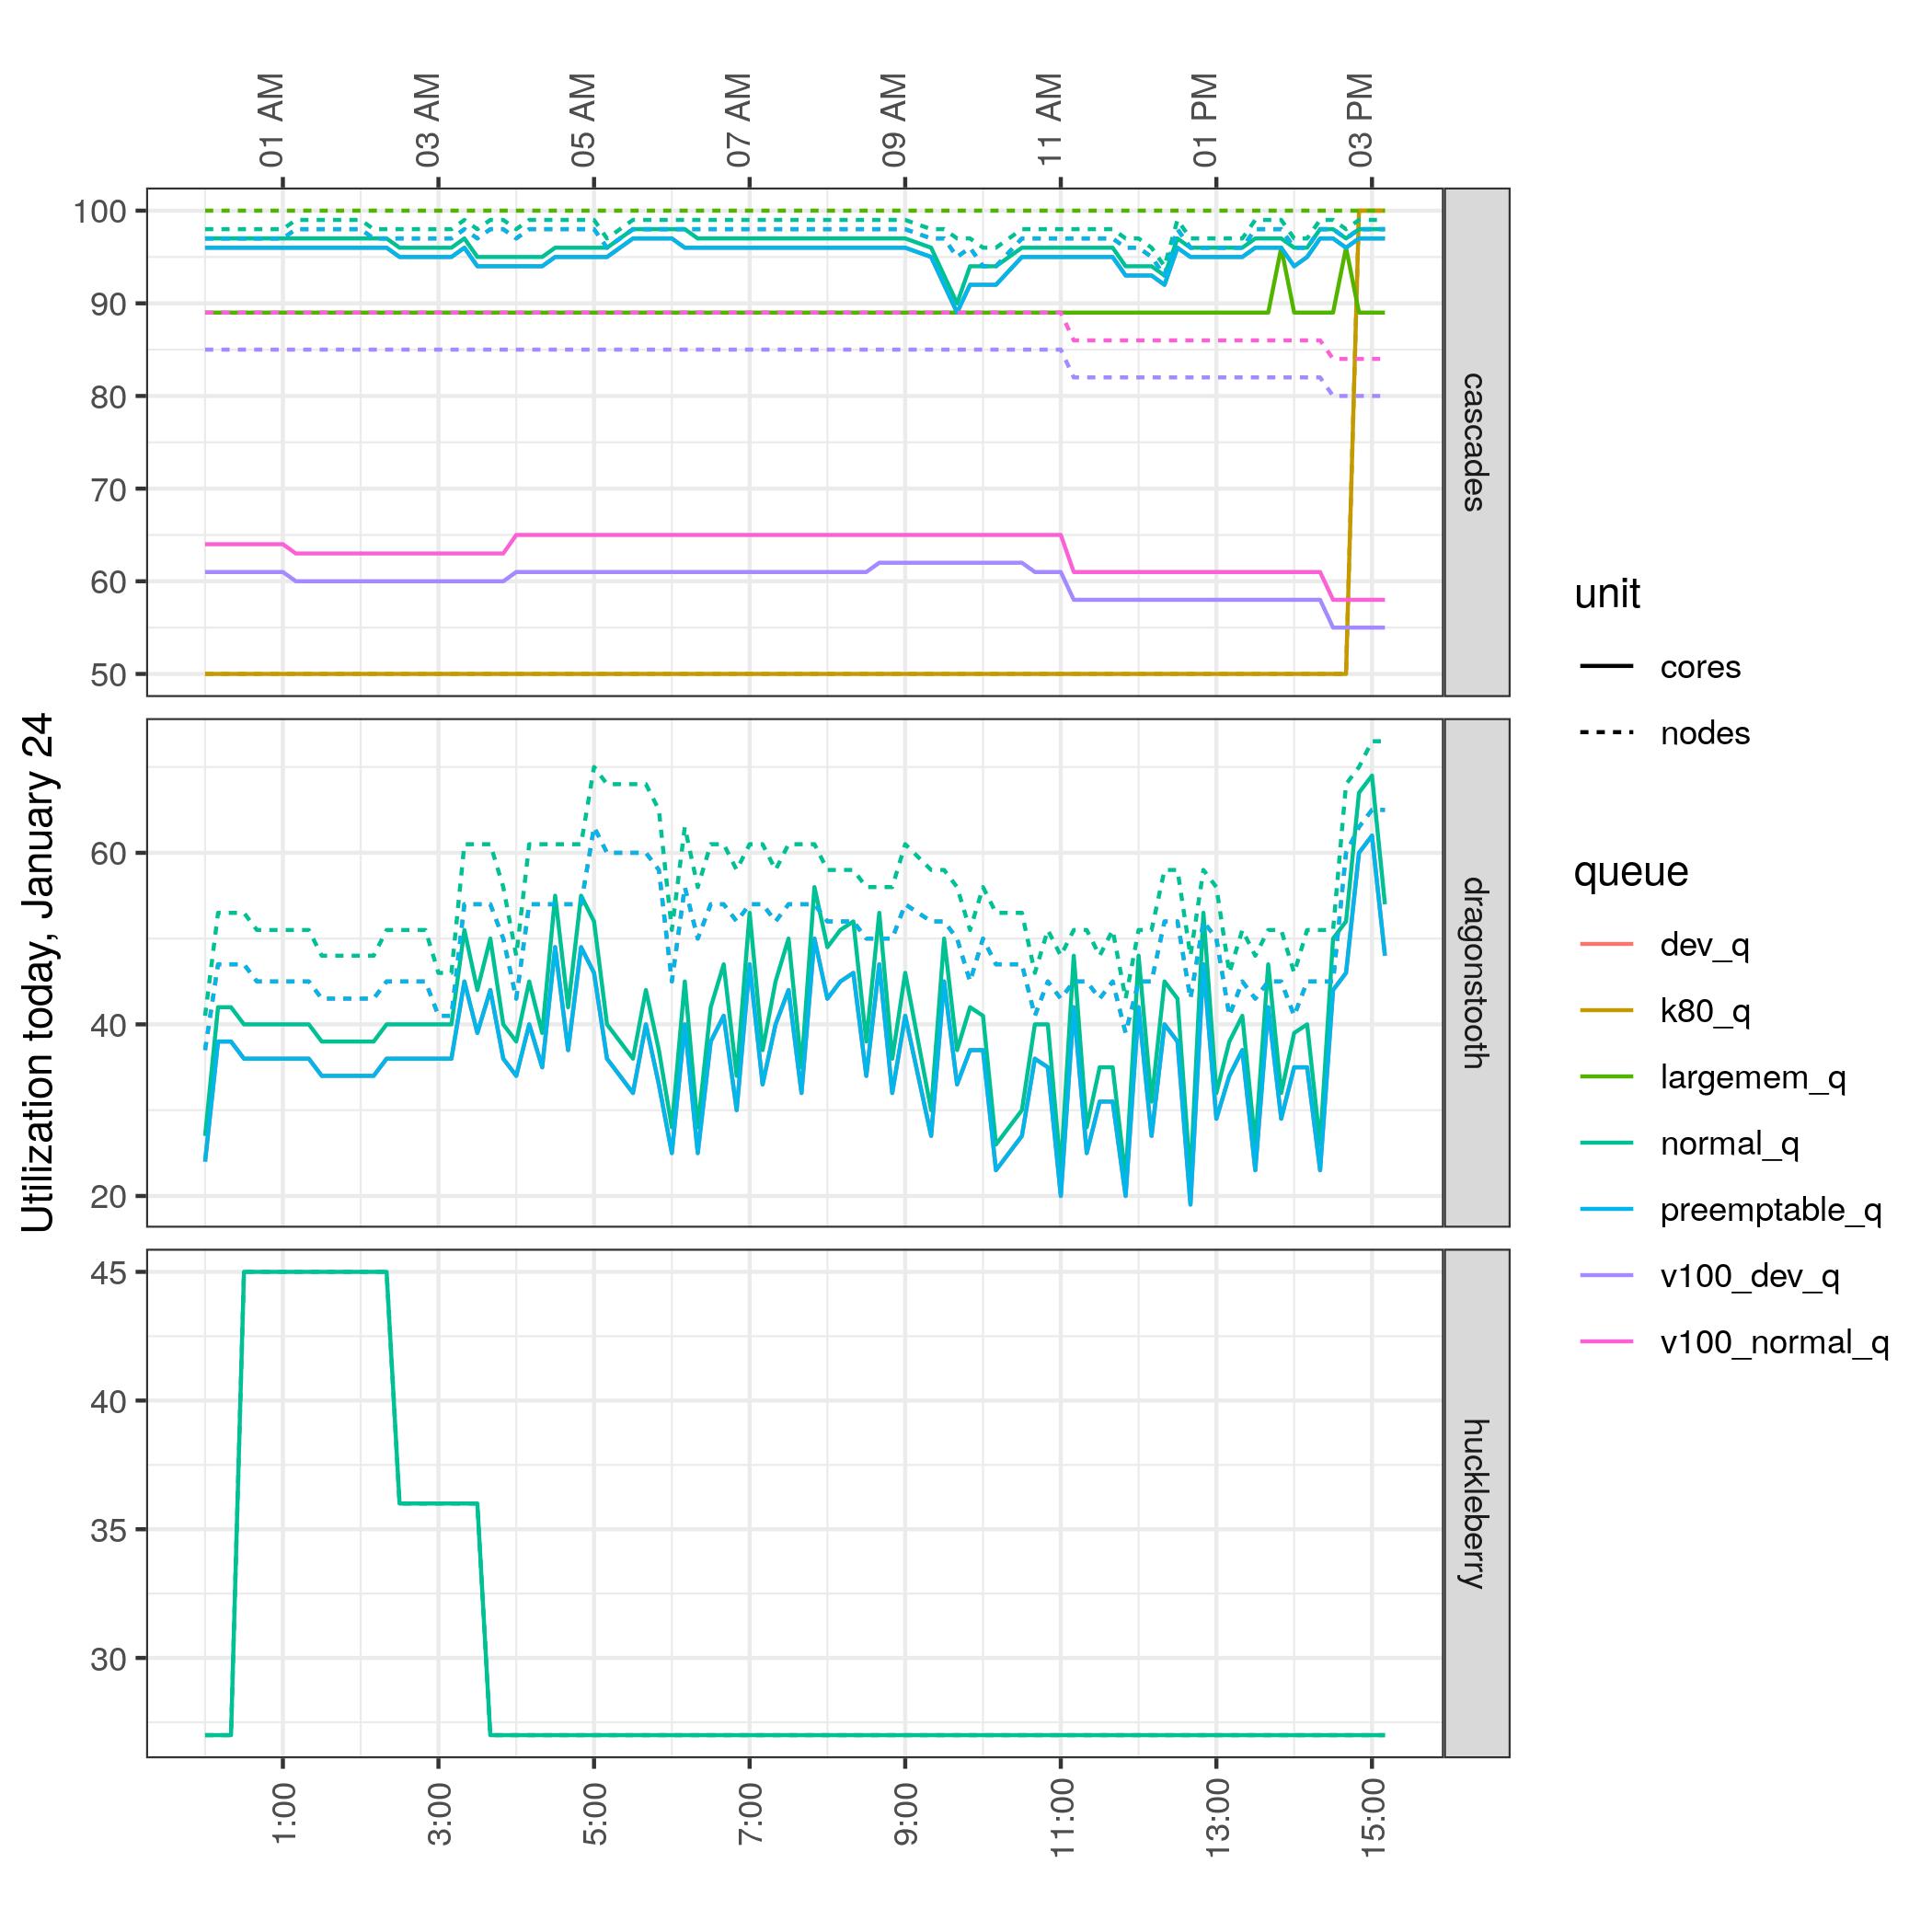 01 AM
03 AM
05 AM
07 AM
09 AM
11 AM
01 PM
03 PM
Utilization today, January 24
100
90
80
70
60
50
cascades
60
40
20
dragonstooth
45
40
35
30
huckleberry
1:00
3:00
5:00
7:00
9:00
11:00
13:00
15:00
unit
cores
nodes
queue
dev_q
k80_q
largemem_q
normal_q
preemptable_q
v100_dev_q
v100_normal_q